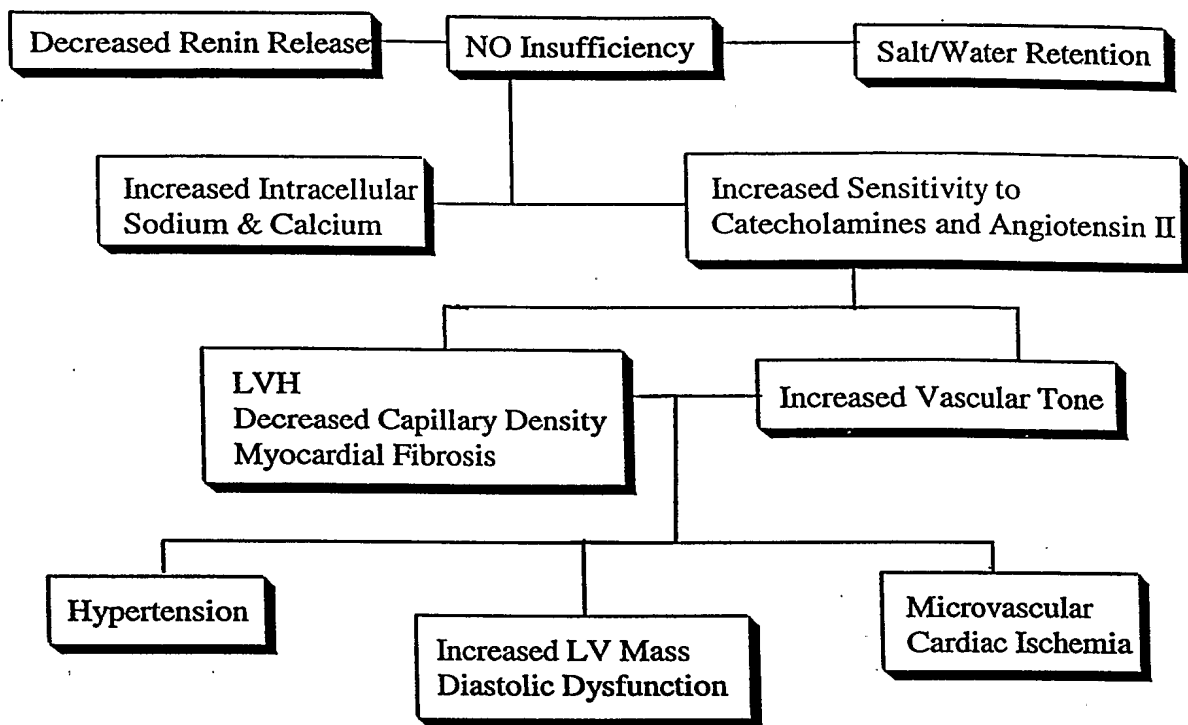 Decreased Renin Release
NO Insufficiency
Salt/Water Retention
Increased Intracellular
Sodium & Calcium
Increased Sensitivity to
Catecholamines and Angiotensin II
LVH
Decreased Capillary Density
Myocardial Fibrosis
Increased Vascular Tone
Hypertension
Increased LV Mass
Diastolic Dysfunction
Microvascular
Cardiac Ischemia